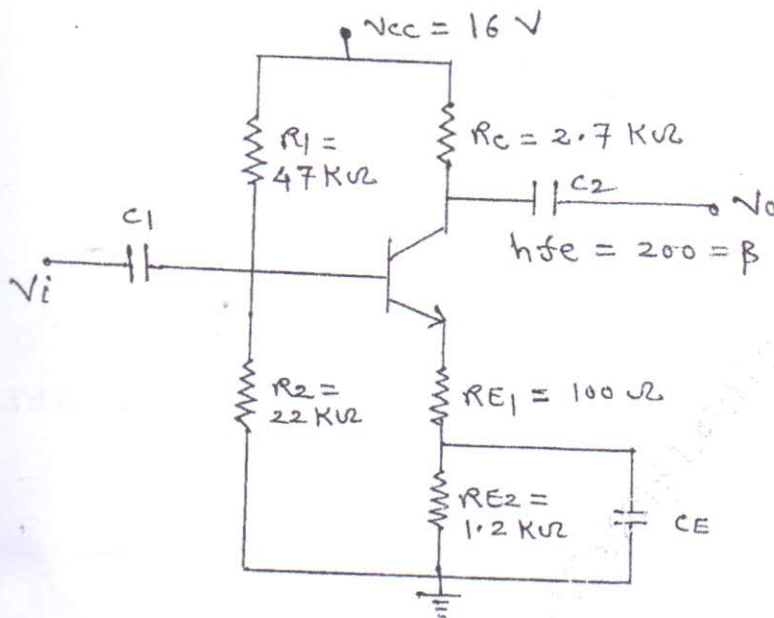 Vcc = 16 V
R1 =
47 KΩ
Rc = 2.7 KΩ
C1
C2
Vo
hfe = 200 = β
Vi
R2 =
22 KΩ
RE1 = 100 Ω
RE2 =
1.2 KΩ
CE